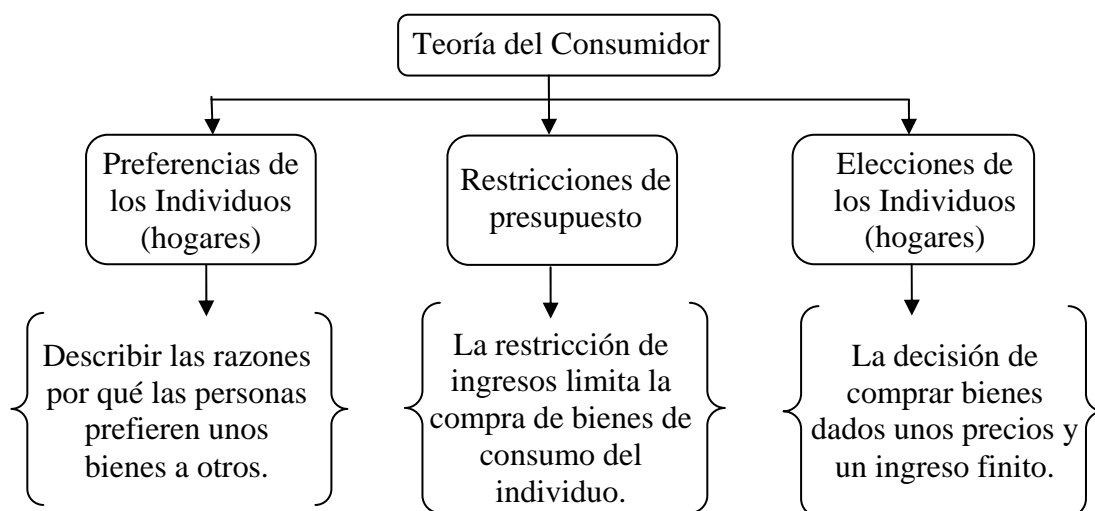 Teoría del Consumidor
Preferencias de
los Individuos
(hogares)
Restricciones de
presupuesto
Elecciones de
los Individuos
(hogares)
Describir las razones
por qué las personas
prefieren unos
bienes a otros.
La restricción de
ingresos limita la
compra de bienes de
consumo del
individuo.
La decisión de
comprar bienes
dados unos precios y
un ingreso finito.